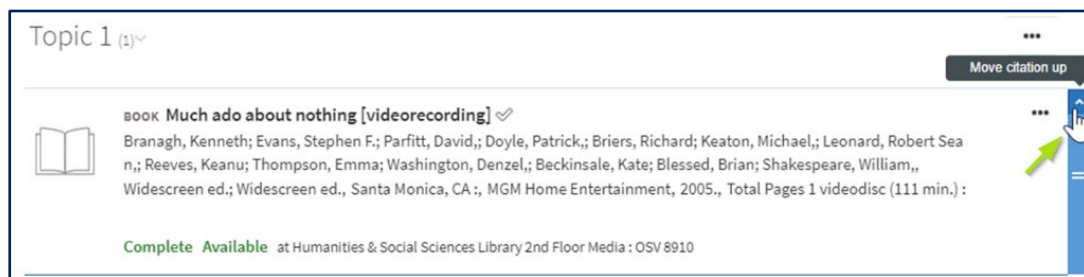 Topic 1 (1)
Move citation up
BOOK Much ado about nothing [videorecording]
Branagh, Kenneth; Evans, Stephen F.; Parfitt, David,; Doyle, Patrick,; Briers, Richard; Keaton, Michael,; Leonard, Robert Sea
n,; Reeves, Keanu; Thompson, Emma; Washington, Denzel,; Beckinsale, Kate; Blessed, Brian; Shakespeare, William,,
Widescreen ed.; Widescreen ed., Santa Monica, CA :, MGM Home Entertainment, 2005., Total Pages 1 videodisc (111 min.) :
Complete Available at Humanities & Social Sciences Library 2nd Floor Media : OSV 8910